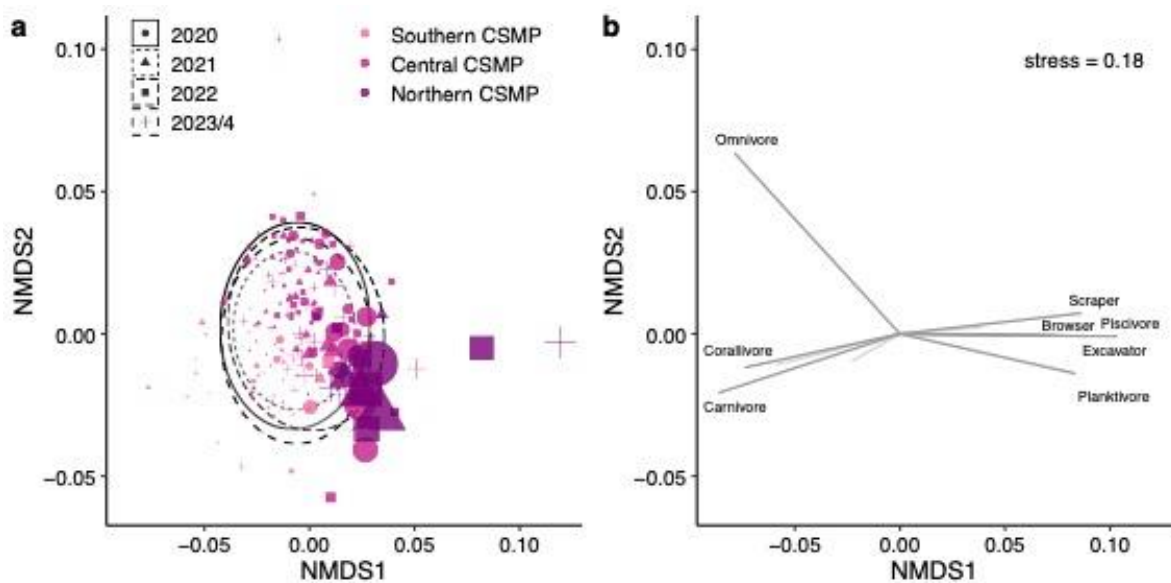 a
2020
2021
2022
2023/4
Southern CSMP
Central CSMP
Northern CSMP
0.10
0.05
0.00
−0.05
NMDS2
−0.05 0.00 0.05 0.10
NMDS1
b
stress = 0.18
0.10
0.05
0.00
−0.05
NMDS2
Omnivore
Scraper
Browser Piscivore
Corallivore
Excavator
Carnivore
Planktivore
−0.05 0.00 0.05 0.10
NMDS1